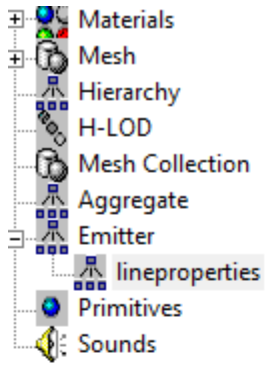 Materials
Mesh
Hierarchy
H-LOD
Mesh Collection
Aggregate
Emitter
lineproperties
Primitives
Sounds